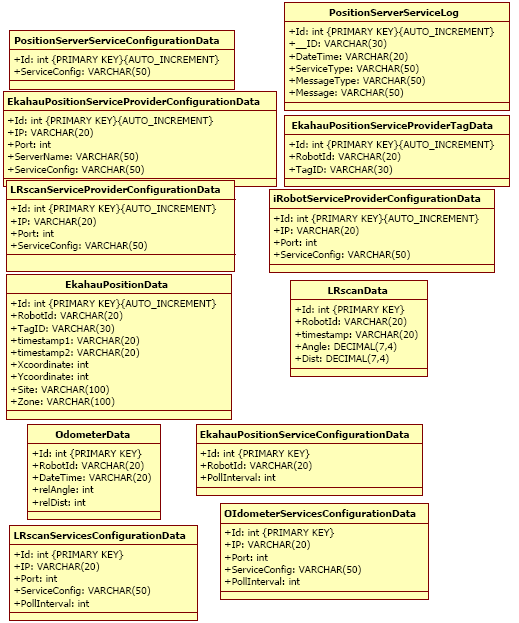 PositionServerServiceConfigurationData
+Id: int {PRIMARY KEY}{AUTO_INCREMENT}
+ServiceConfig: VARCHAR(50)
PositionServerServiceLog
+Id: int {PRIMARY KEY}{AUTO_INCREMENT}
+__ID: VARCHAR(30)
+DateTime: VARCHAR(20)
+ServiceType: VARCHAR(50)
+MessageType: VARCHAR(50)
+Message: VARCHAR(50)
EkahauPositionServiceProviderConfigurationData
+Id: int {PRIMARY KEY}{AUTO_INCREMENT}
+IP: VARCHAR(20)
+Port: int
+ServerName: VARCHAR(50)
+ServiceConfig: VARCHAR(50)
EkahauPositionServiceProviderTagData
+Id: int {PRIMARY KEY}{AUTO_INCREMENT}
+RobotId: VARCHAR(20)
+TagID: VARCHAR(30)
LRscanServiceProviderConfigurationData
+Id: int {PRIMARY KEY}{AUTO_INCREMENT}
+IP: VARCHAR(20)
+Port: int
+ServiceConfig: VARCHAR(50)
iRobotServiceProviderConfigurationData
+Id: int {PRIMARY KEY}{AUTO_INCREMENT}
+IP: VARCHAR(20)
+Port: int
+ServiceConfig: VARCHAR(50)
EkahauPositionData
+Id: int {PRIMARY KEY}{AUTO_INCREMENT}
+RobotId: VARCHAR(20)
+TagID: VARCHAR(30)
+timestamp1: VARCHAR(20)
+timestamp2: VARCHAR(20)
+Xcoordinate: int
+Ycoordinate: int
+Site: VARCHAR(100)
+Zone: VARCHAR(100)
LRscanData
+Id: int {PRIMARY KEY}
+RobotId: VARCHAR(20)
+timestamp: VARCHAR(20)
+Angle: DECIMAL(7,4)
+Dist: DECIMAL(7,4)
OdometerData
+Id: int {PRIMARY KEY}
+RobotId: VARCHAR(20)
+DateTime: VARCHAR(20)
+relAngle: int
+relDist: int
EkahauPositionServiceConfigurationData
+Id: int {PRIMARY KEY}
+RobotId: VARCHAR(20)
+PollInterval: int
LRscanServicesConfigurationData
+Id: int {PRIMARY KEY}
+IP: VARCHAR(20)
+Port: int
+ServiceConfig: VARCHAR(50)
+PollInterval: int
OIdometerServicesConfigurationData
+Id: int {PRIMARY KEY}
+IP: VARCHAR(20)
+Port: int
+ServiceConfig: VARCHAR(50)
+PollInterval: int